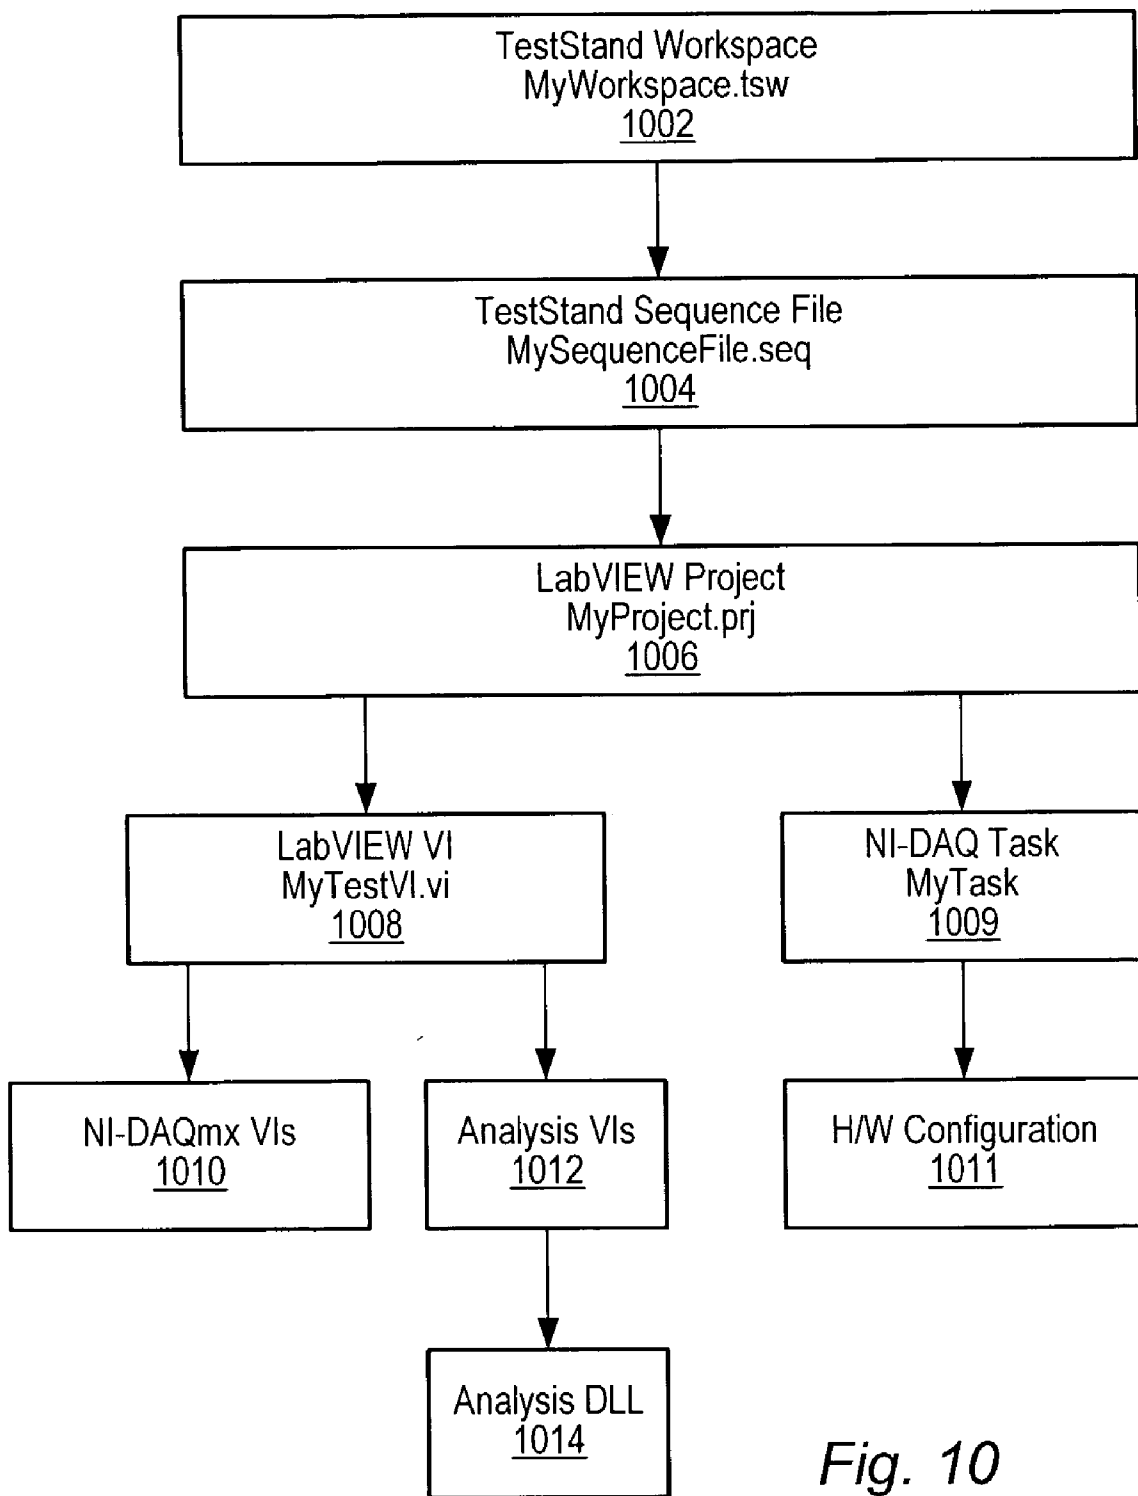 TestStand Workspace
MyWorkspace.tsw
1002
TestStand Sequence File
MySequenceFile.seq
1004
LabVIEW Project
MyProject.prj
1006
LabVIEW VI
MyTestVI.vi
1008
NI-DAQ Task
MyTask
1009
NI-DAQmx VIs
1010
Analysis VIs
1012
H/W Configuration
1011
Analysis DLL
1014
Fig. 10